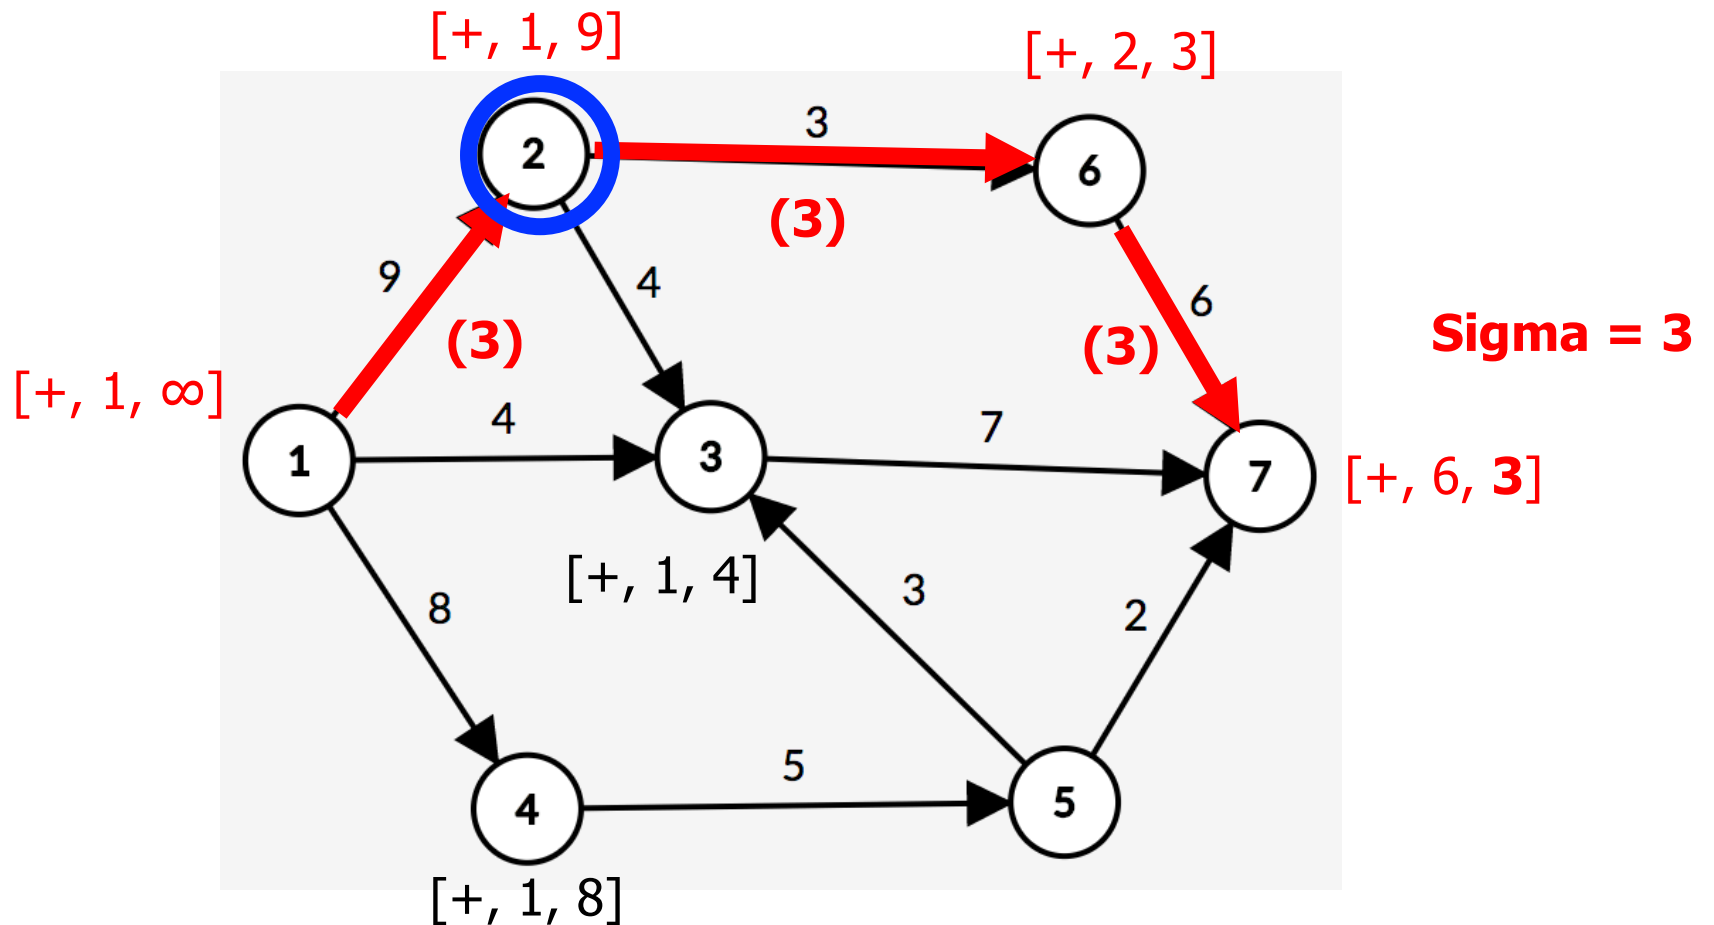 [+, 1, 9]
[+, 2, 3]
2
3
6
(3)
9
4
6
(3)
(3)
Sigma = 3
[+, 1, ∞]
4
7
1
3
7
[+, 6, 3]
[+, 1, 4]
8
3
2
5
4
5
[+, 1, 8]